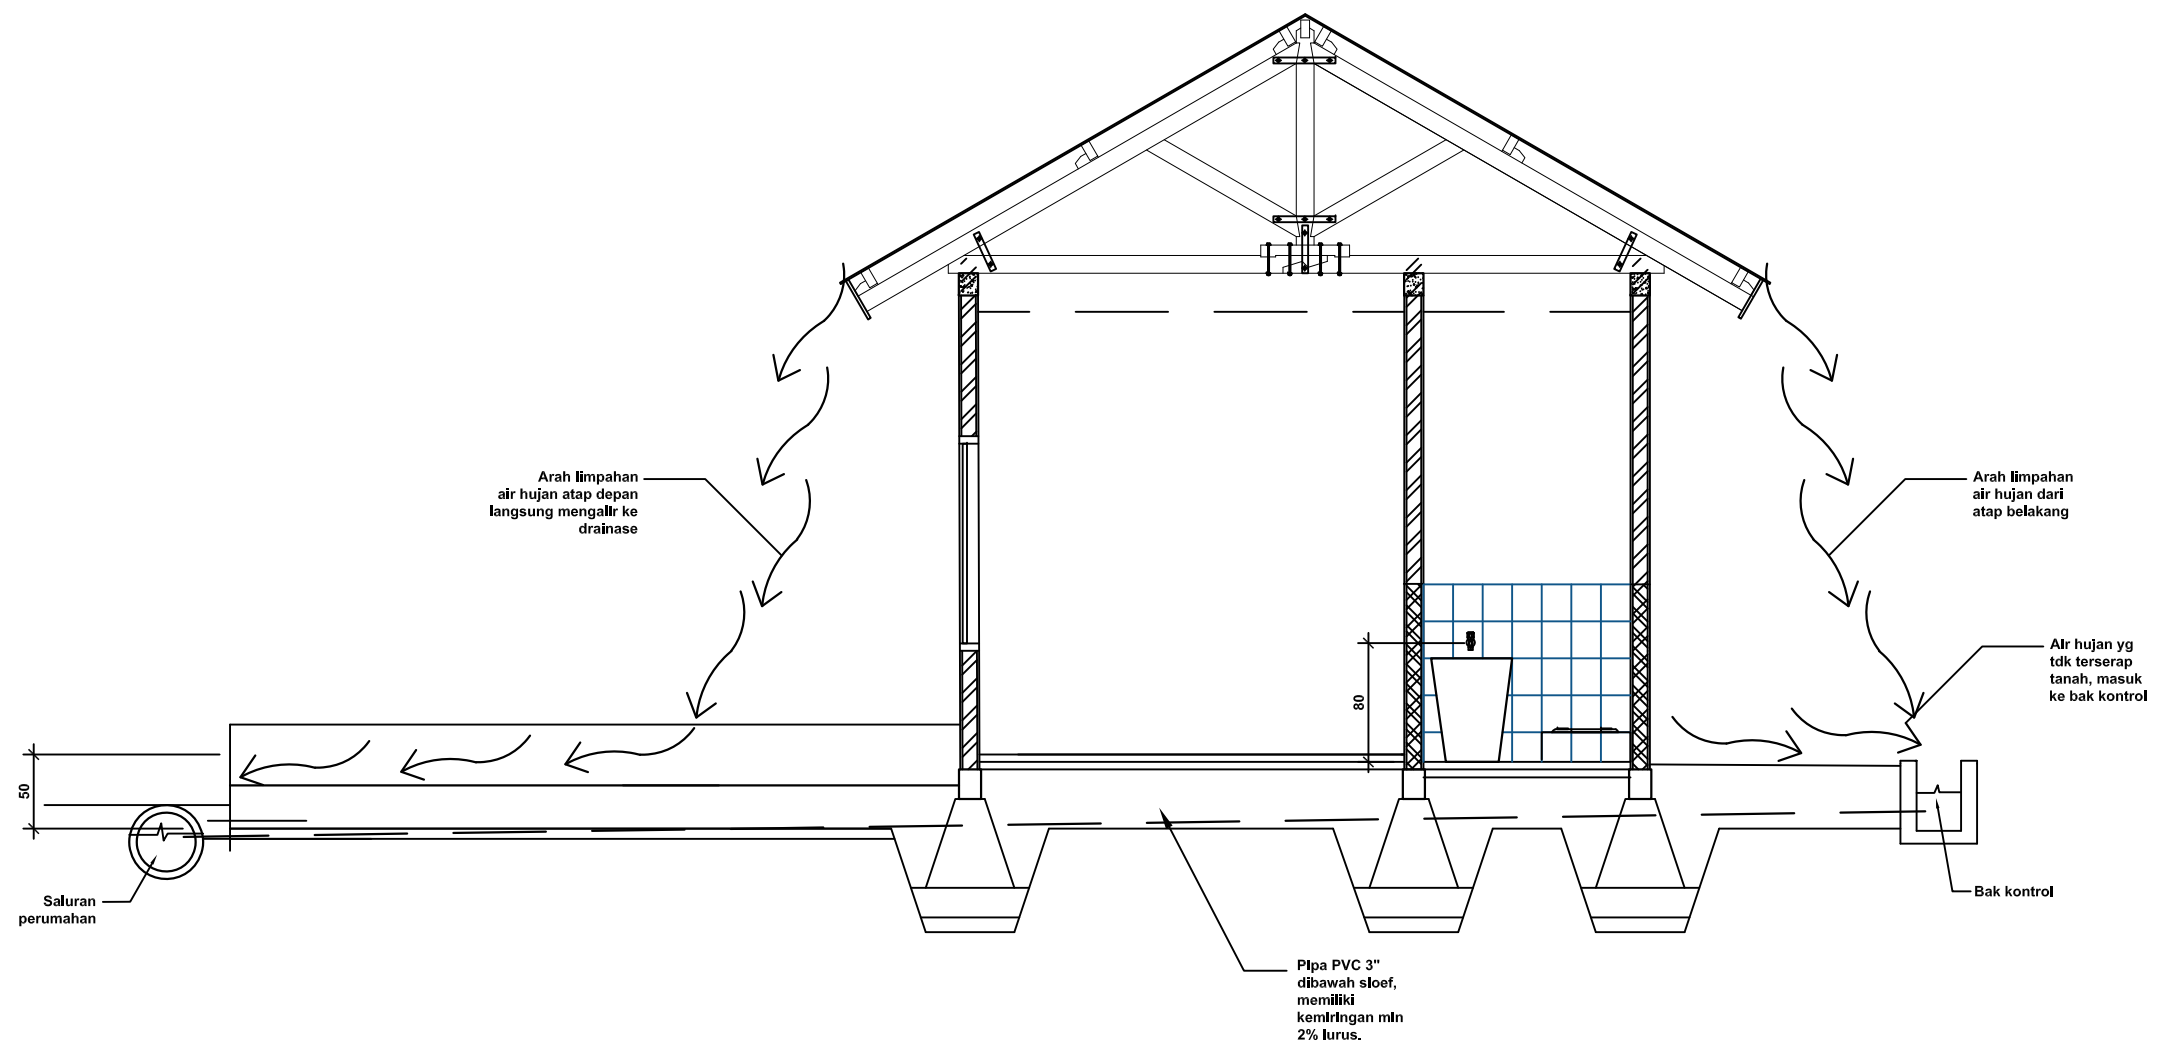 Arah limpahan
air hujan atap depan
langsung mengalir ke
drainase
Arah limpahan
air hujan dari
atap belakang
Air hujan yg
tdk terserap
tanah, masuk
ke bak kontrol
80
50
Saluran
perumahan
Bak kontrol
Pipa PVC 3"
dibawah sloef,
memiliki
kemiringan min
2% lurus.